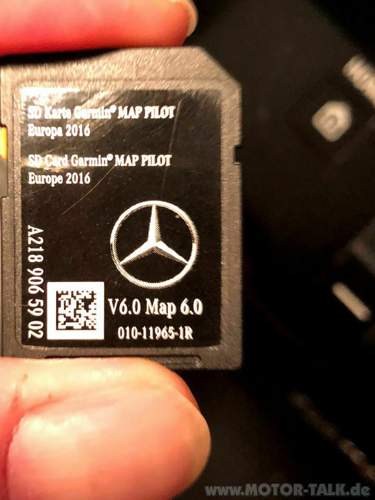 SD Karte Garmin® MAP PILOT
Europa 2016
SD Card Garmin® MAP PILOT
Europe 2016
A218 906 59 02
V6.0 Map 6.0
010-11965-1R
www.MOTOR-TALK.de